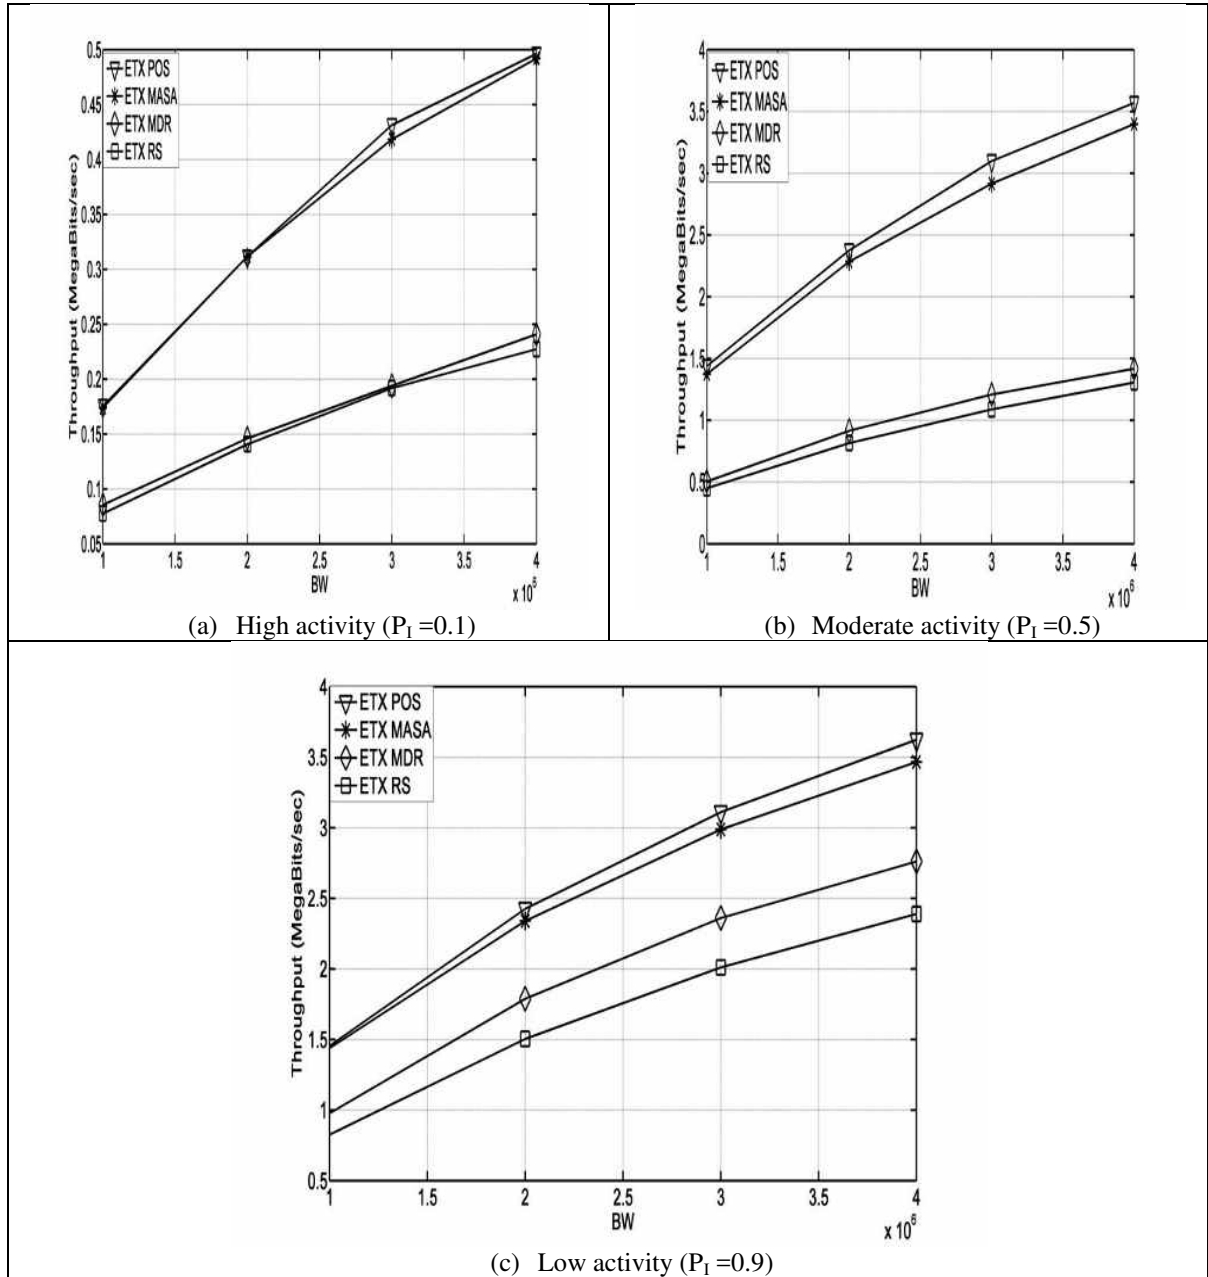 0.5
0.45
0.4
0.35
0.3
0.25
0.2
0.15
0.1
0.05
Throughput (MegaBits/sec)
ETX POS
ETX MASA
ETX MDR
ETX RS
1 1.5 2 2.5 3 3.5 4
BW
x 10^6
(a) High activity (P_I =0.1)
4
3.5
3
2.5
2
1.5
1
0.5
0
Throughput (MegaBits/sec)
ETX POS
ETX MASA
ETX MDR
ETX RS
1 1.5 2 2.5 3 3.5 4
BW
x 10^6
(b) Moderate activity (P_I =0.5)
4
3.5
3
2.5
2
1.5
1
0.5
Throughput (MegaBits/sec)
ETX POS
ETX MASA
ETX MDR
ETX RS
1 1.5 2 2.5 3 3.5 4
BW
x 10^6
(c) Low activity (P_I =0.9)